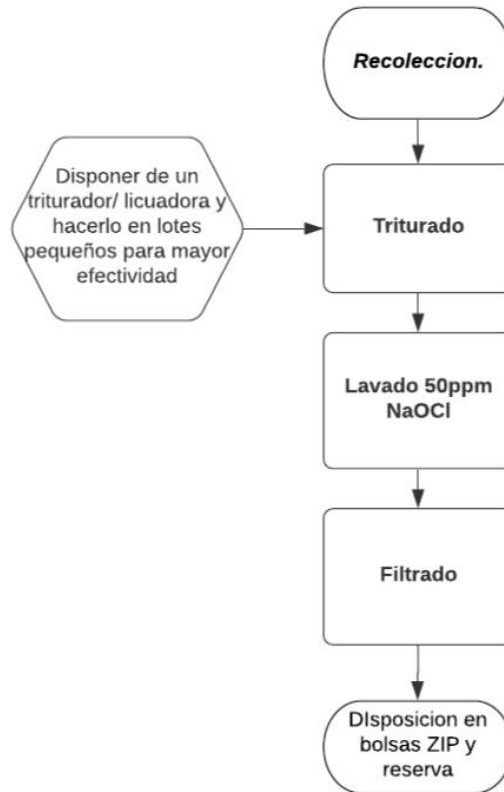 Recoleccion.
Disponer de un
triturador/ licuadora y
hacerlo en lotes
pequeños para mayor
efectividad
Triturado
Lavado 50ppm
NaOCl
Filtrado
DIsposicion en
bolsas ZIP y
reserva